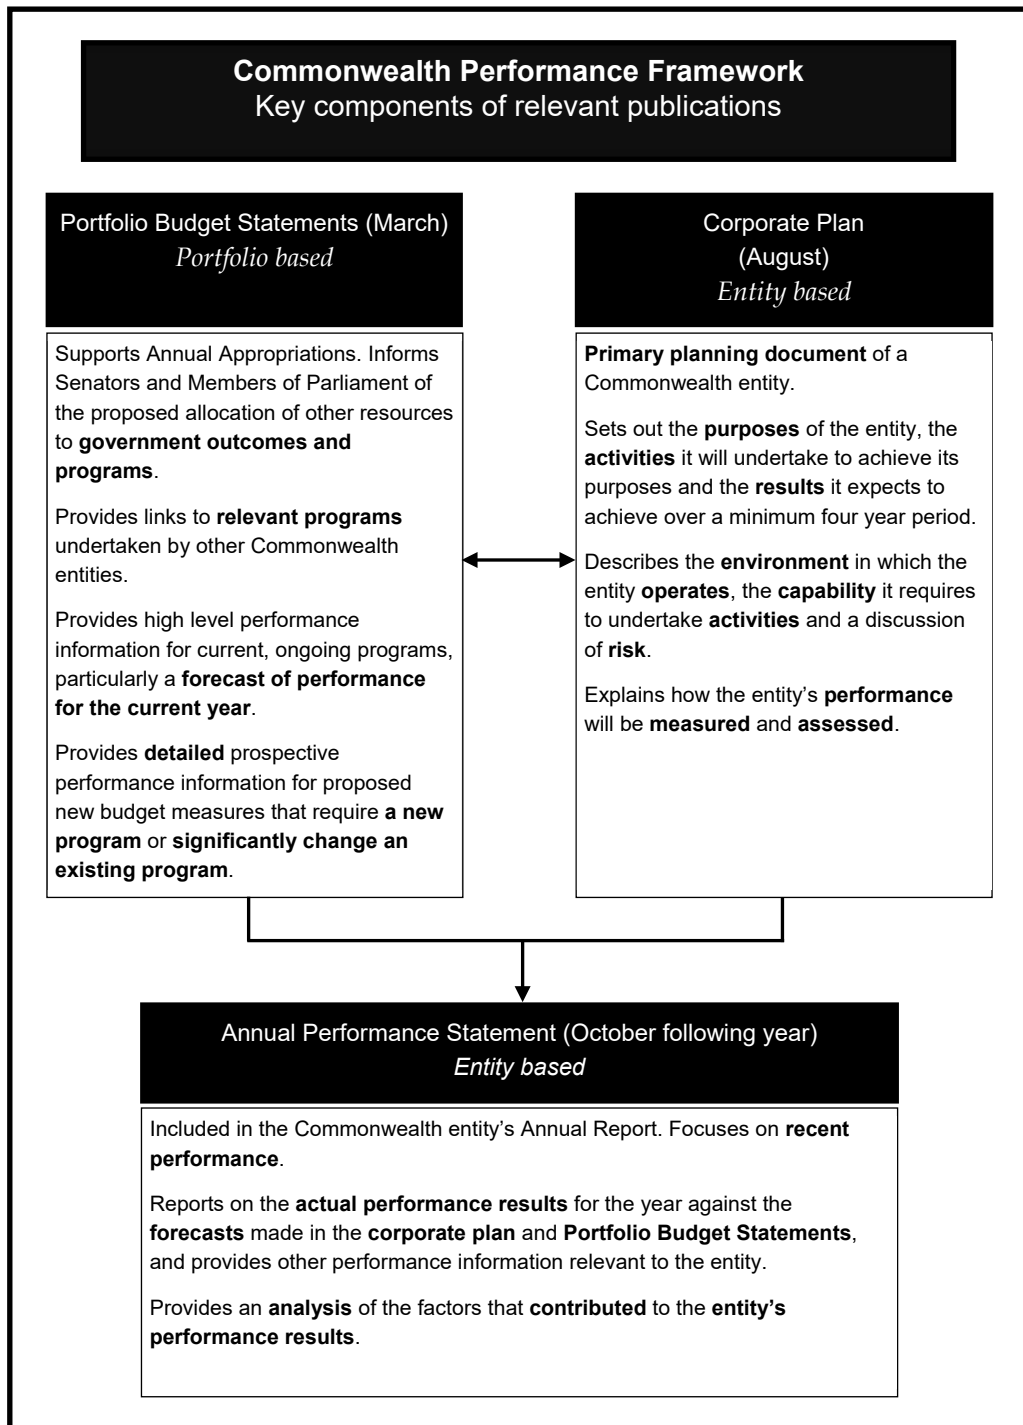 Commonwealth Performance Framework
Key components of relevant publications
Portfolio Budget Statements (March)
Portfolio based
Supports Annual Appropriations. Informs
Senators and Members of Parliament of
the proposed allocation of other resources
to government outcomes and
programs.
Provides links to relevant programs
undertaken by other Commonwealth
entities.
Provides high level performance
information for current, ongoing programs,
particularly a forecast of performance
for the current year.
Provides detailed prospective
performance information for proposed
new budget measures that require a new
program or significantly change an
existing program.
Corporate Plan
(August)
Entity based
Primary planning document of a
Commonwealth entity.
Sets out the purposes of the entity, the
activities it will undertake to achieve its
purposes and the results it expects to
achieve over a minimum four year period.
Describes the environment in which the
entity operates, the capability it requires
to undertake activities and a discussion
of risk.
Explains how the entity's performance
will be measured and assessed.
Annual Performance Statement (October following year)
Entity based
Included in the Commonwealth entity's Annual Report. Focuses on recent
performance.
Reports on the actual performance results for the year against the
forecasts made in the corporate plan and Portfolio Budget Statements,
and provides other performance information relevant to the entity.
Provides an analysis of the factors that contributed to the entity's
performance results.